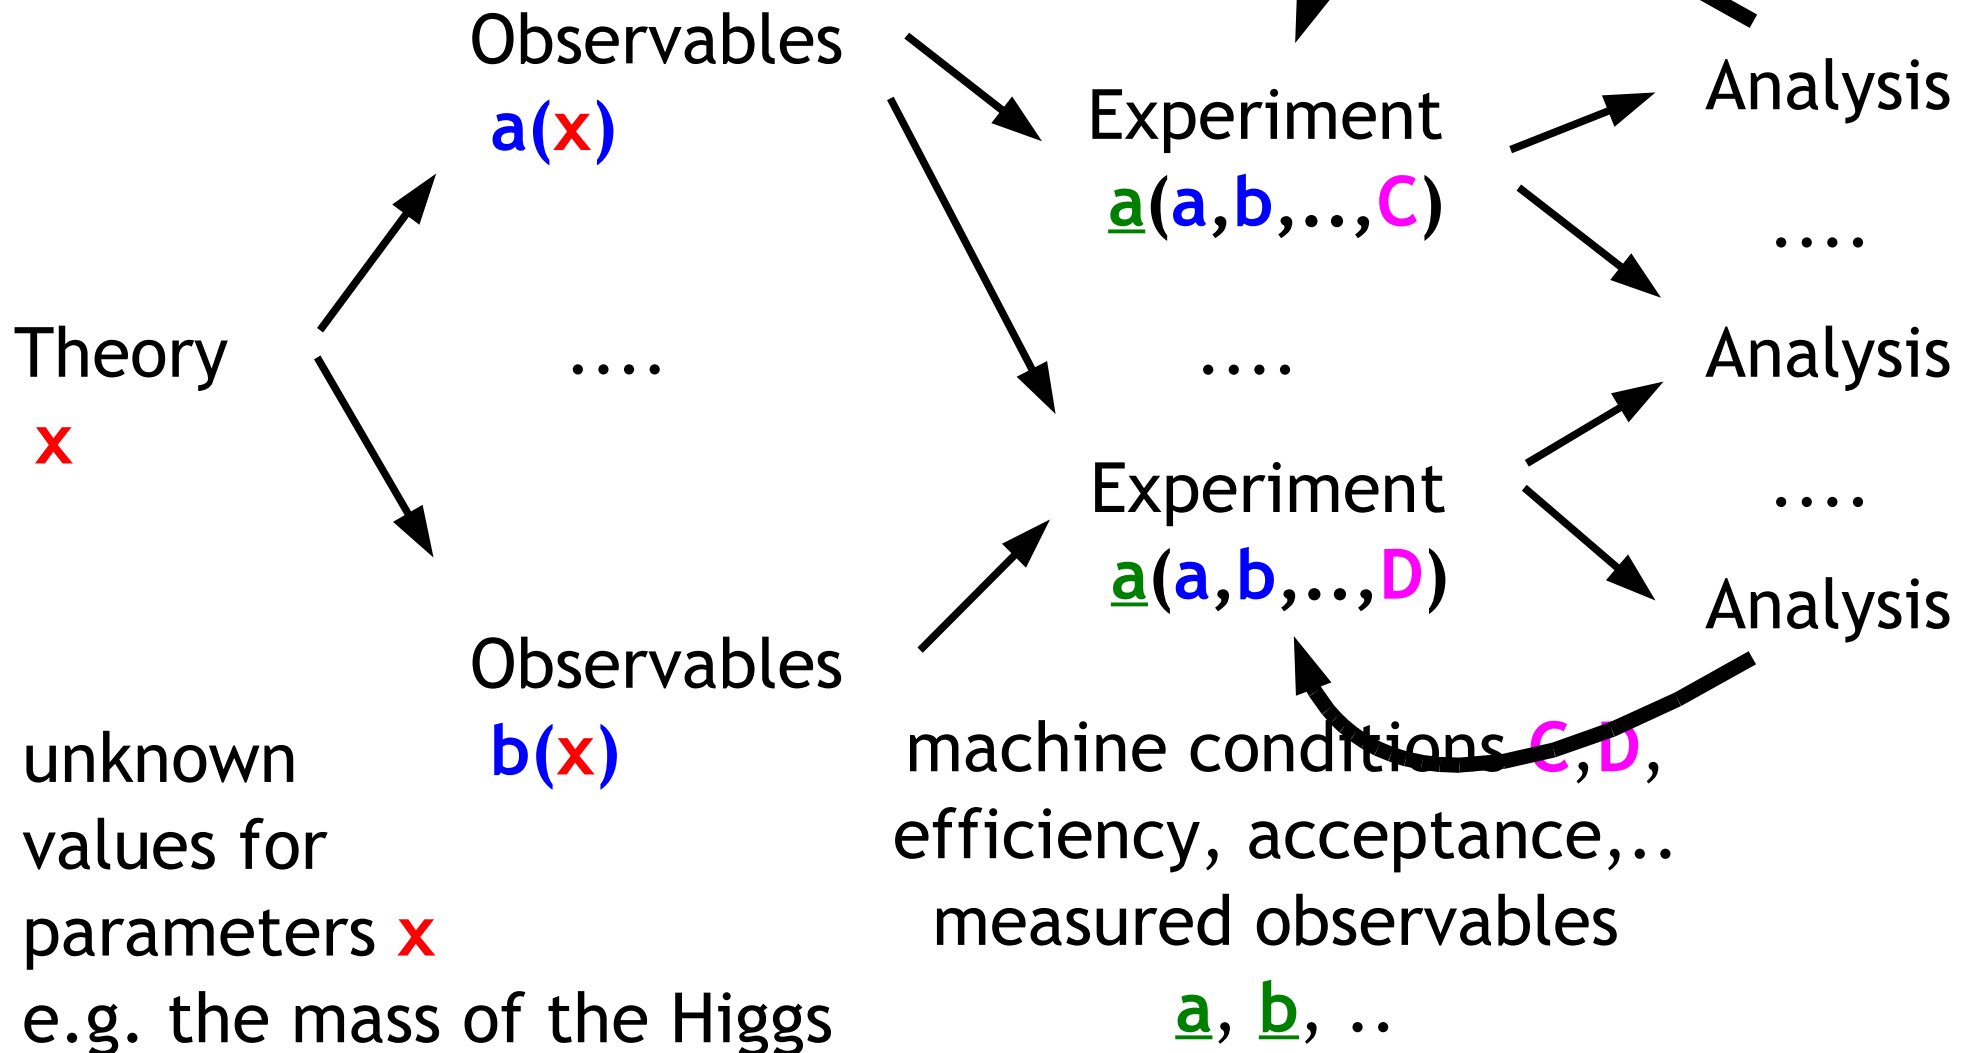 Observables
a(x)
Experiment
a(a,b,..,C)
Analysis
....
Theory
x
....
....
Analysis
Experiment
a(a,b,..,D)
....
Analysis
Observables
b(x)
unknown
values for
parameters x
e.g. the mass of the Higgs
machine conditions C,D,
efficiency, acceptance,..
measured observables
a, b, ..